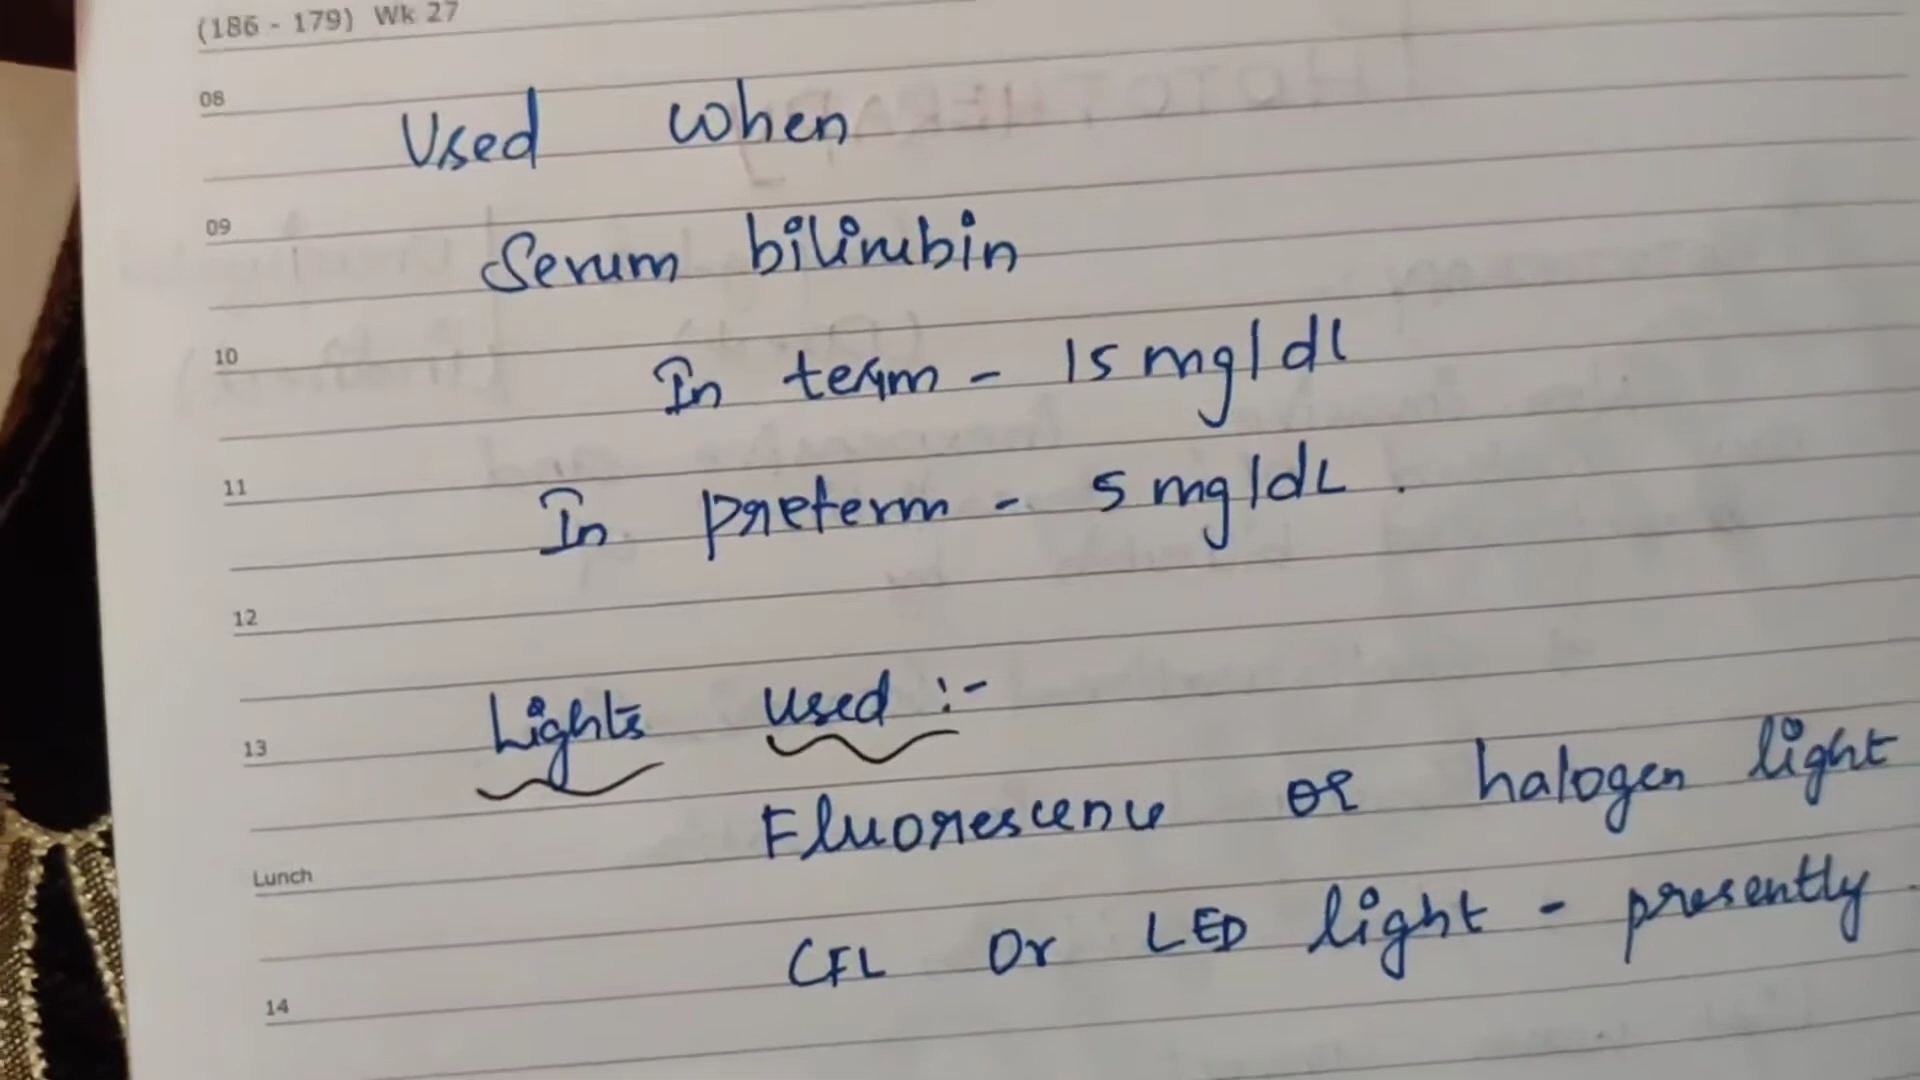 (186 - 179) Wk 27
08
Used when
09
Serum bilirubin
10
In term - 15 mg/dl
11
In preterm - 5 mg/dL.
12
Lights used :-
13
Fluorescence or halogen light
Lunch
CFL Or LED light - presently.
14